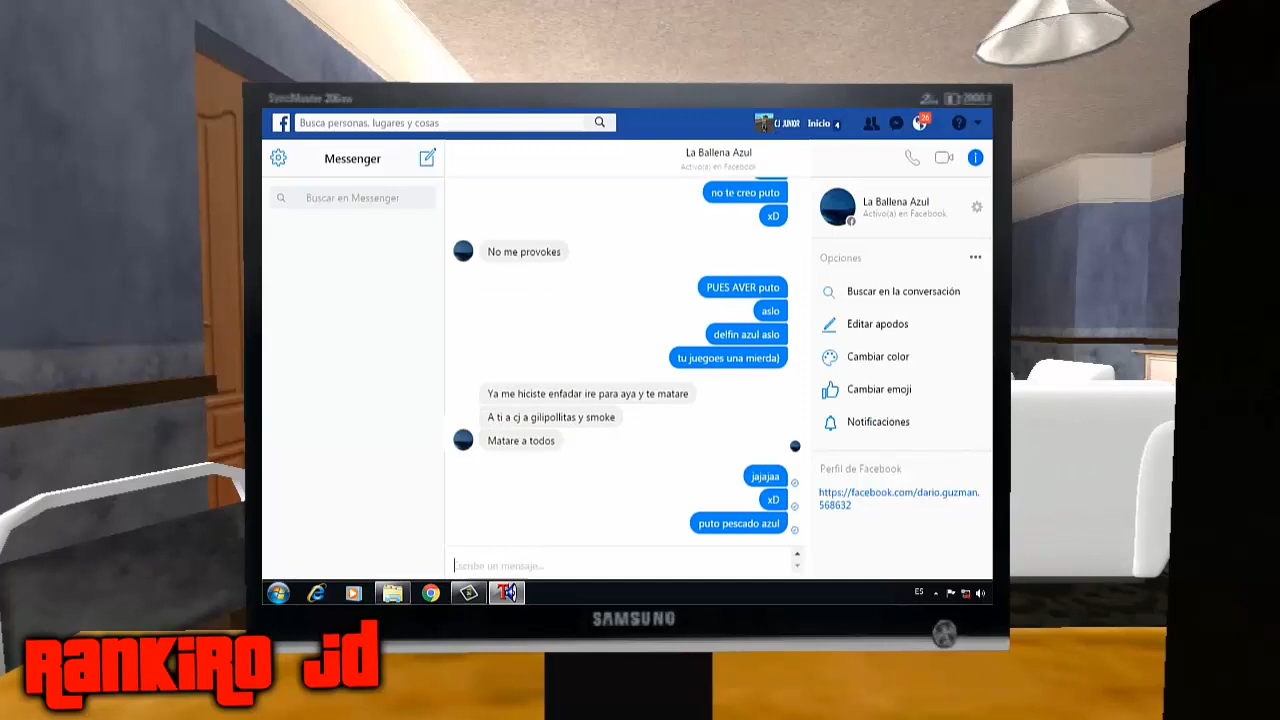 SyncMaster
Busca personas, lugares y cosas
CJ JUNIOR
Inicio 4
26
Messenger
La Ballena Azul
Activo(a) en Facebook
Buscar en Messenger
no te creo puto
xD
La Ballena Azul
Activo(a) en Facebook
No me provokes
Opciones
PUES AVER puto
Buscar en la conversación
aslo
Editar apodos
delfin azul aslo
tu juegoes una mierda}
Cambiar color
Ya me hiciste enfadar ire para aya y te matare
Cambiar emoji
A ti a cj a gilipollitas y smoke
Notificaciones
Matare a todos
Perfil de Facebook
jajajaa
https://facebook.com/dario.guzman.
568632
xD
puto pescado azul
Escribe un mensaje...
ES
SAMSUNG
RANKIRO JD